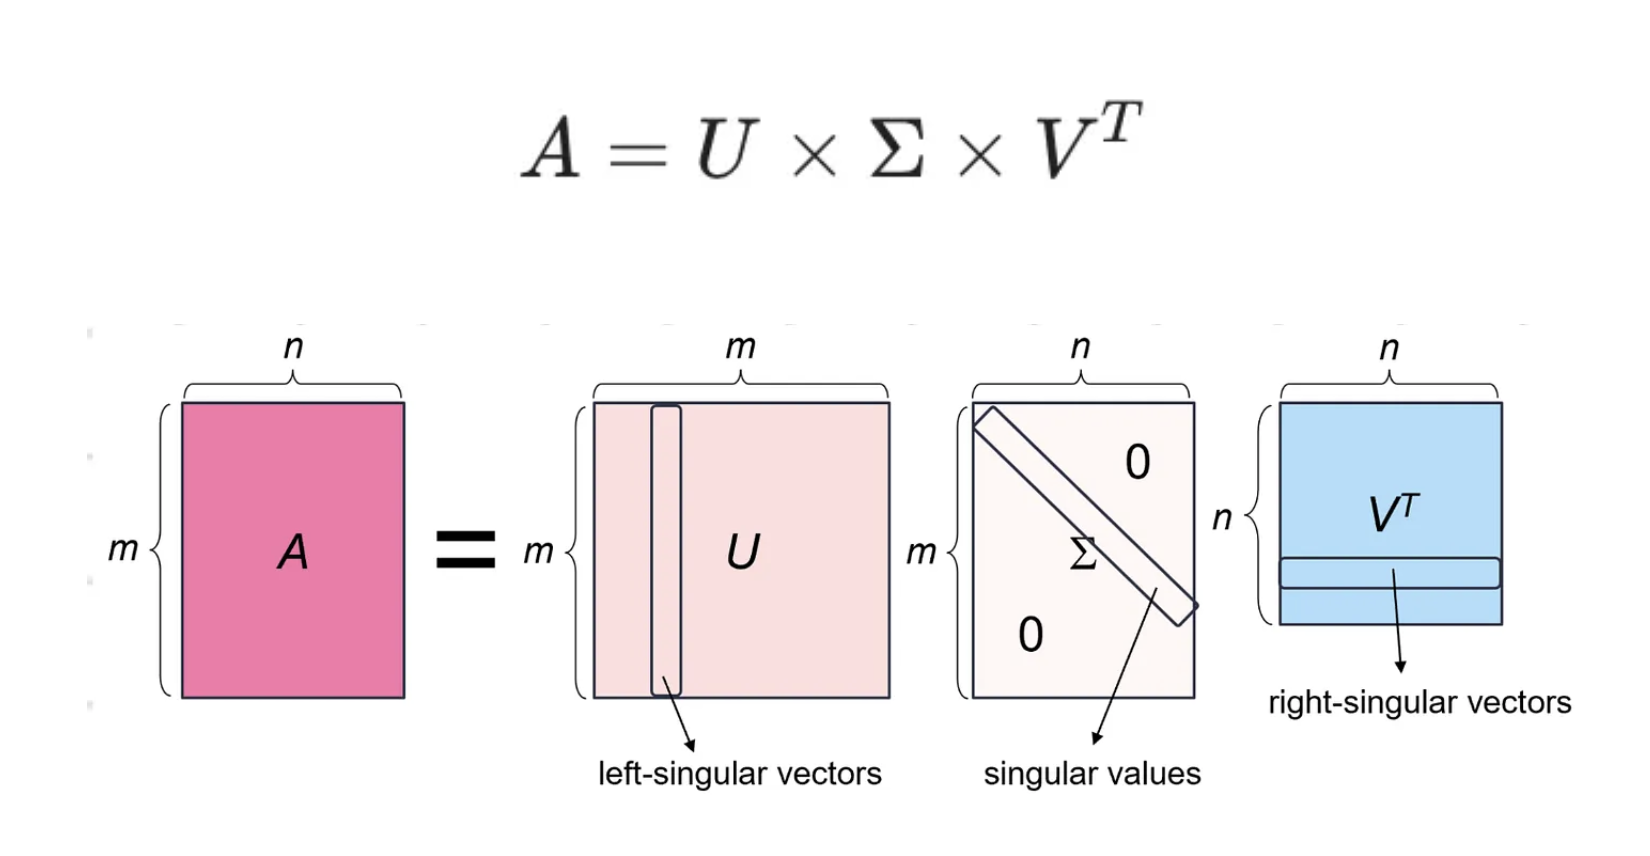 A = U × Σ × V^T
n m n n
m A = m U m 0 Σ 0 n V^T
right-singular vectors
left-singular vectors singular values